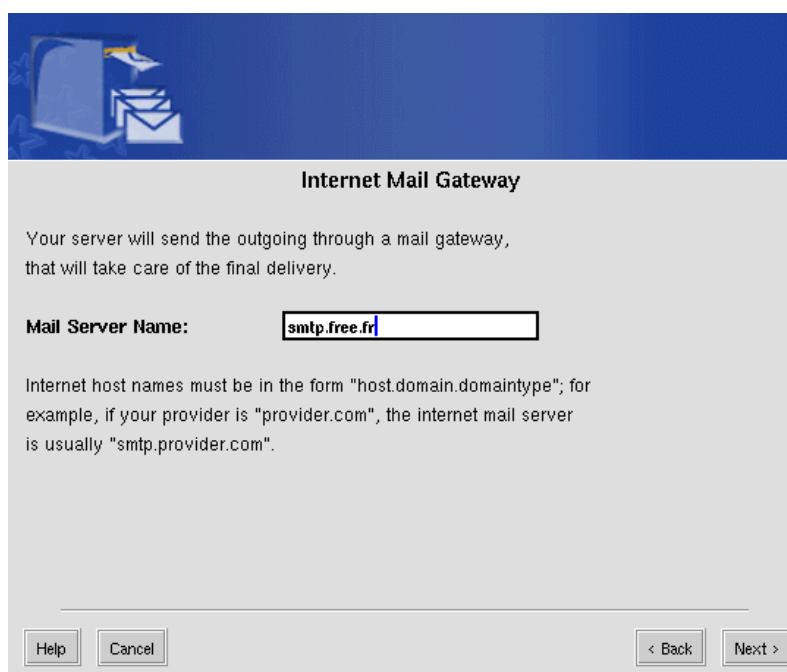 Internet Mail Gateway
Your server will send the outgoing through a mail gateway,
that will take care of the final delivery.
Mail Server Name:
smtp.free.fr
Internet host names must be in the form "host.domain.domaintype"; for
example, if your provider is "provider.com", the internet mail server
is usually "smtp.provider.com".
Help
Cancel
< Back
Next >